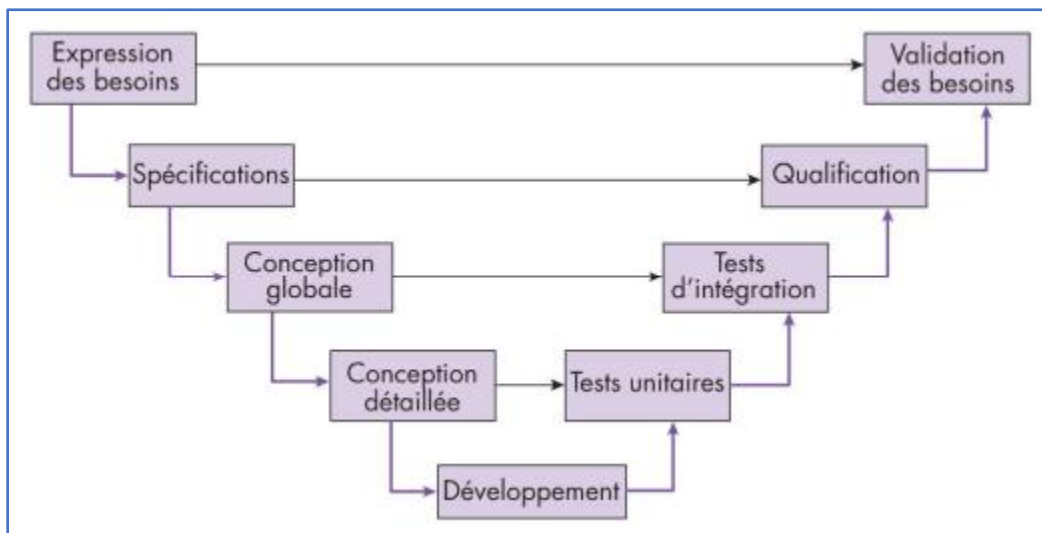 Expression
des besoins
Validation
des besoins
Spécifications
Qualification
Conception
globale
Tests
d'intégration
Conception
détaillée
Tests unitaires
Développement